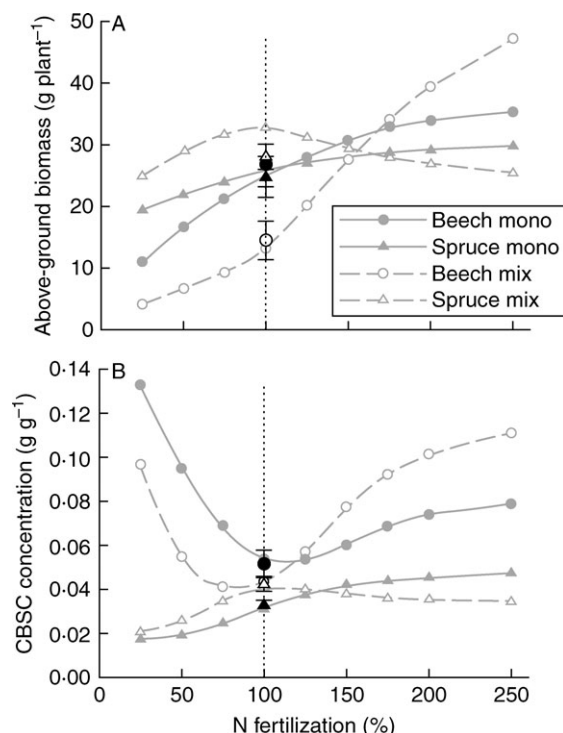 A
Above-ground biomass (g plant⁻¹)
50
40
30
20
10
0
Beech mono
Spruce mono
Beech mix
Spruce mix
B
CBSC concentration (g g⁻¹)
0·14
0·12
0·10
0·08
0·06
0·04
0·02
0·00
0 50 100 150 200 250
N fertilization (%)